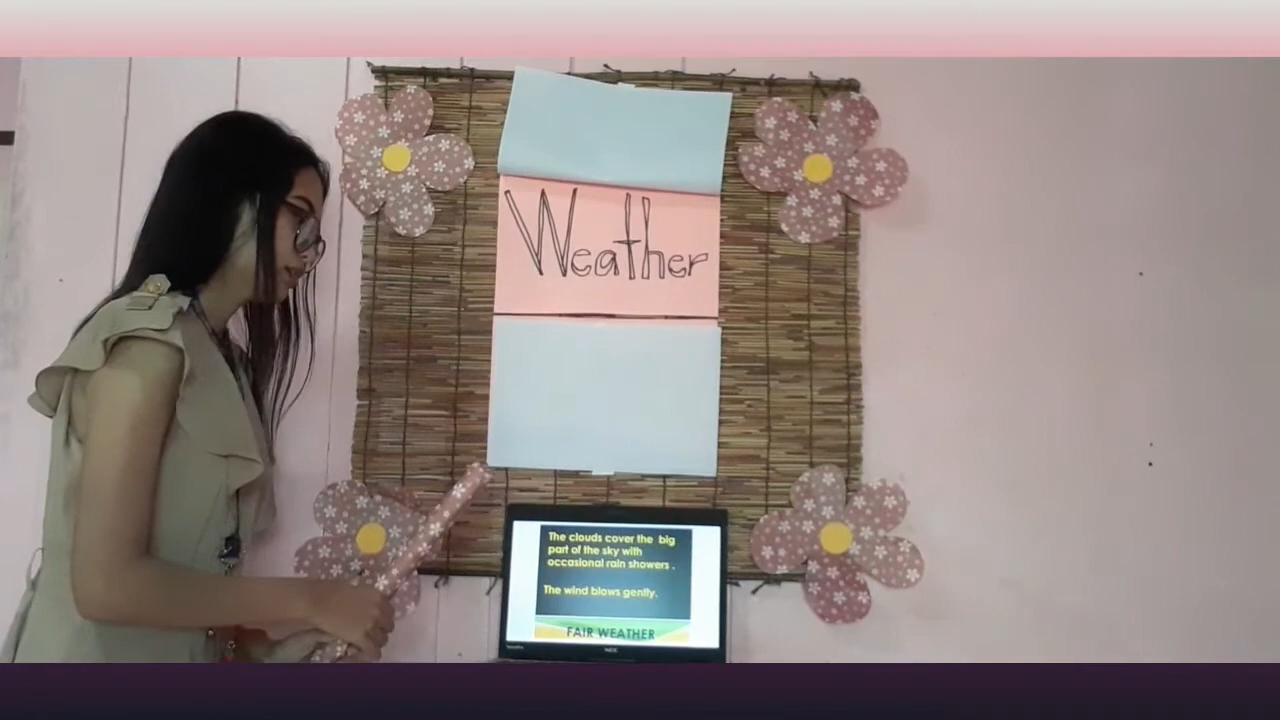 Weather
The clouds cover the big
part of the sky with
occasional rain showers .
The wind blows gently.
FAIR WEATHER
NEC